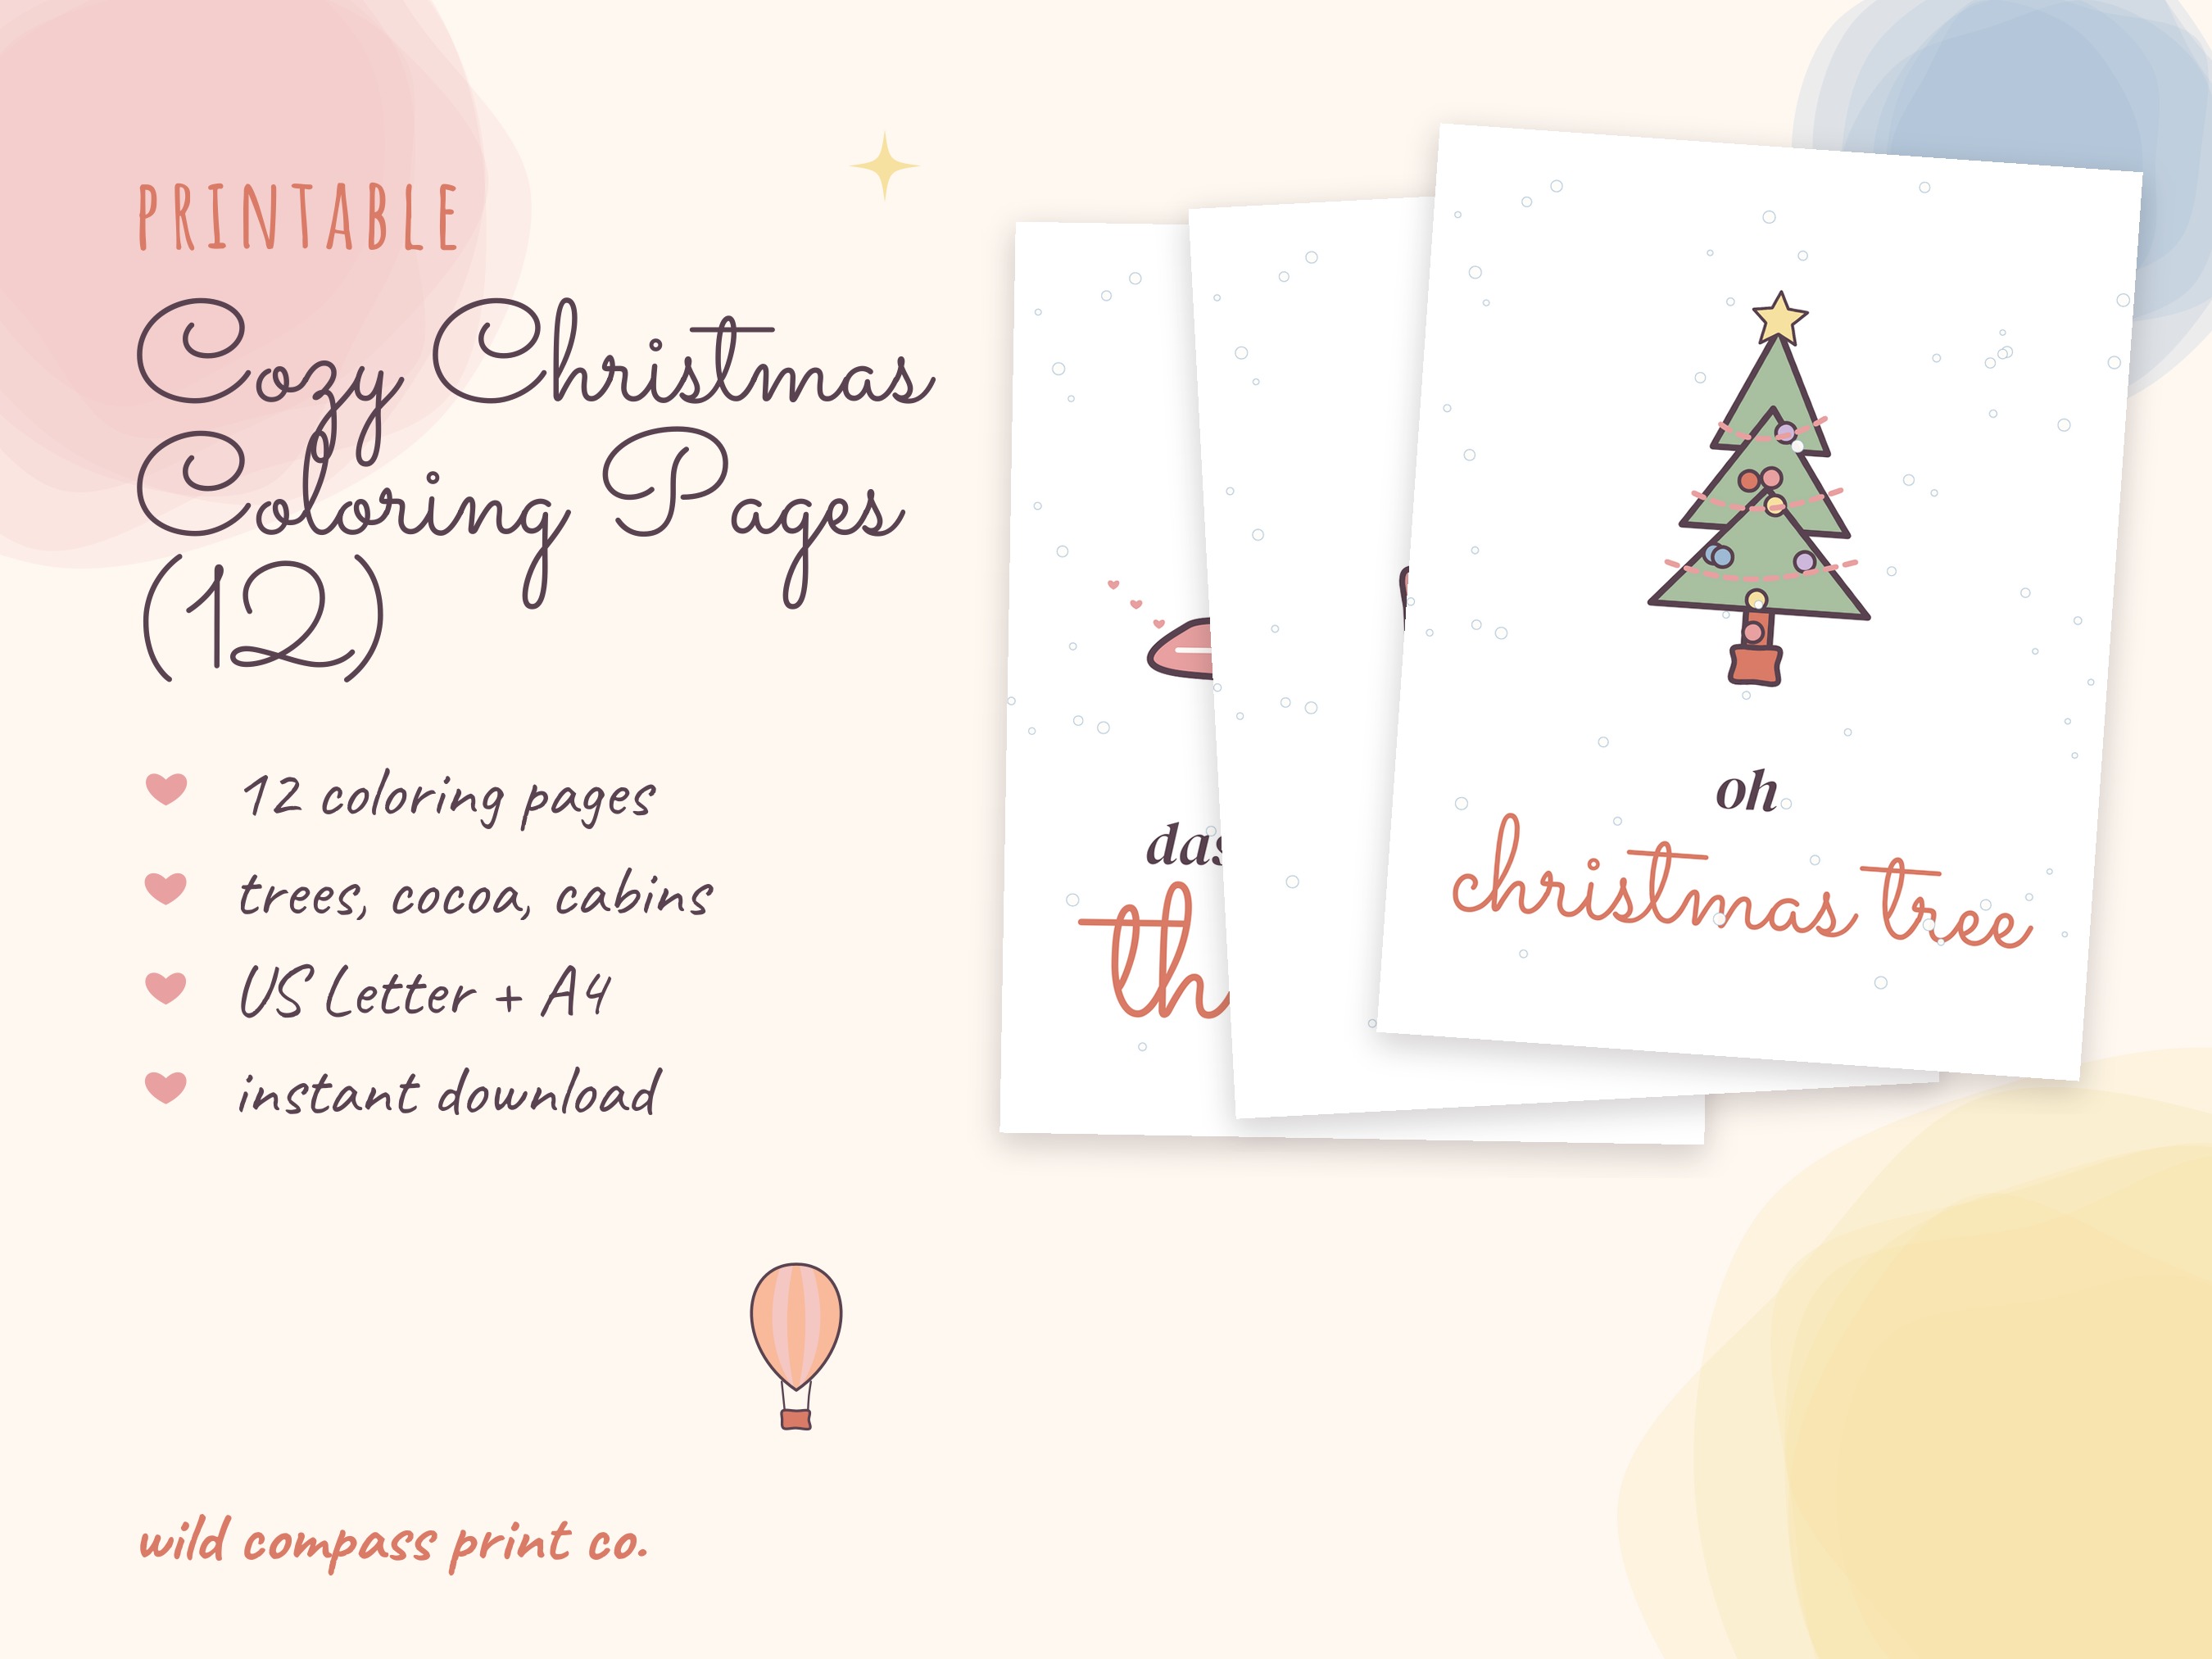 PRINTABLE
Cozy Christmas
Coloring Pages
(12)
12 coloring pages
trees, cocoa, cabins
US Letter + A4
instant download
wild compass print co.
oh
christmas tree